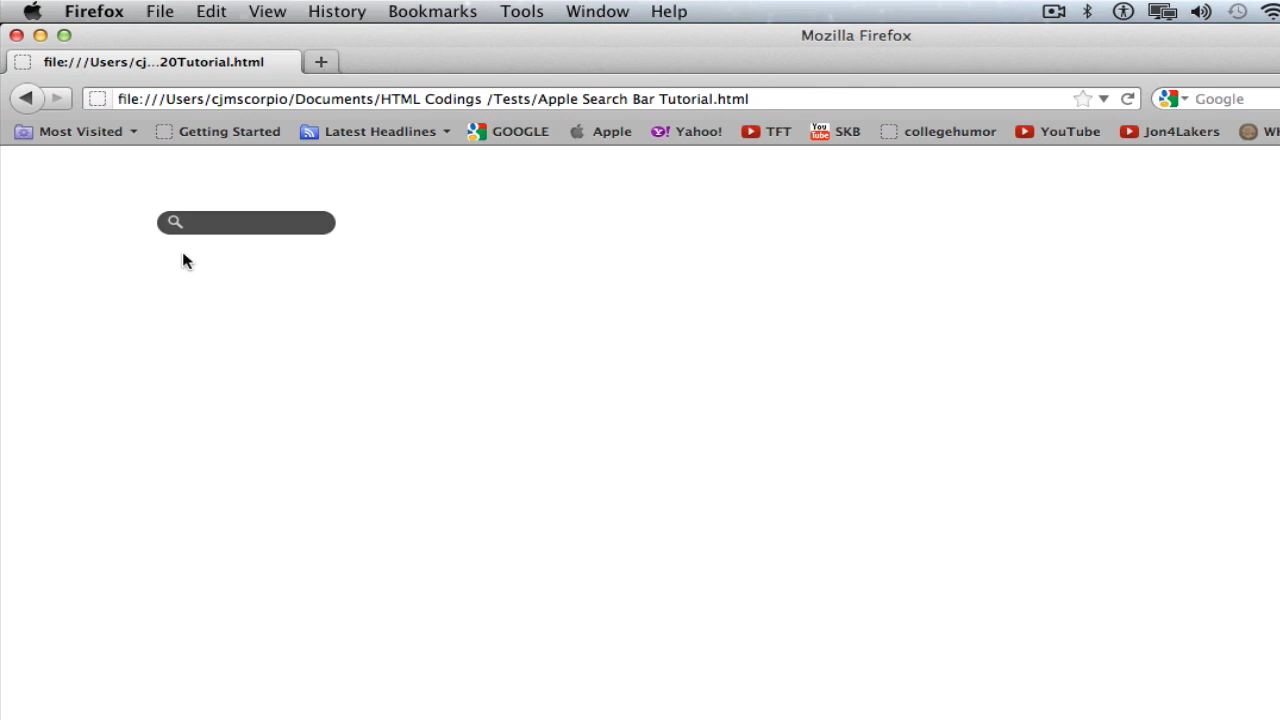 Firefox File Edit View History Bookmarks Tools Window Help
Mozilla Firefox
file:///Users/cj...20Tutorial.html
file:///Users/cjmscorpio/Documents/HTML Codings /Tests/Apple Search Bar Tutorial.html Google
Most Visited Getting Started Latest Headlines GOOGLE Apple Yahoo! TFT You Tube SKB collegehumor YouTube Jon4Lakers